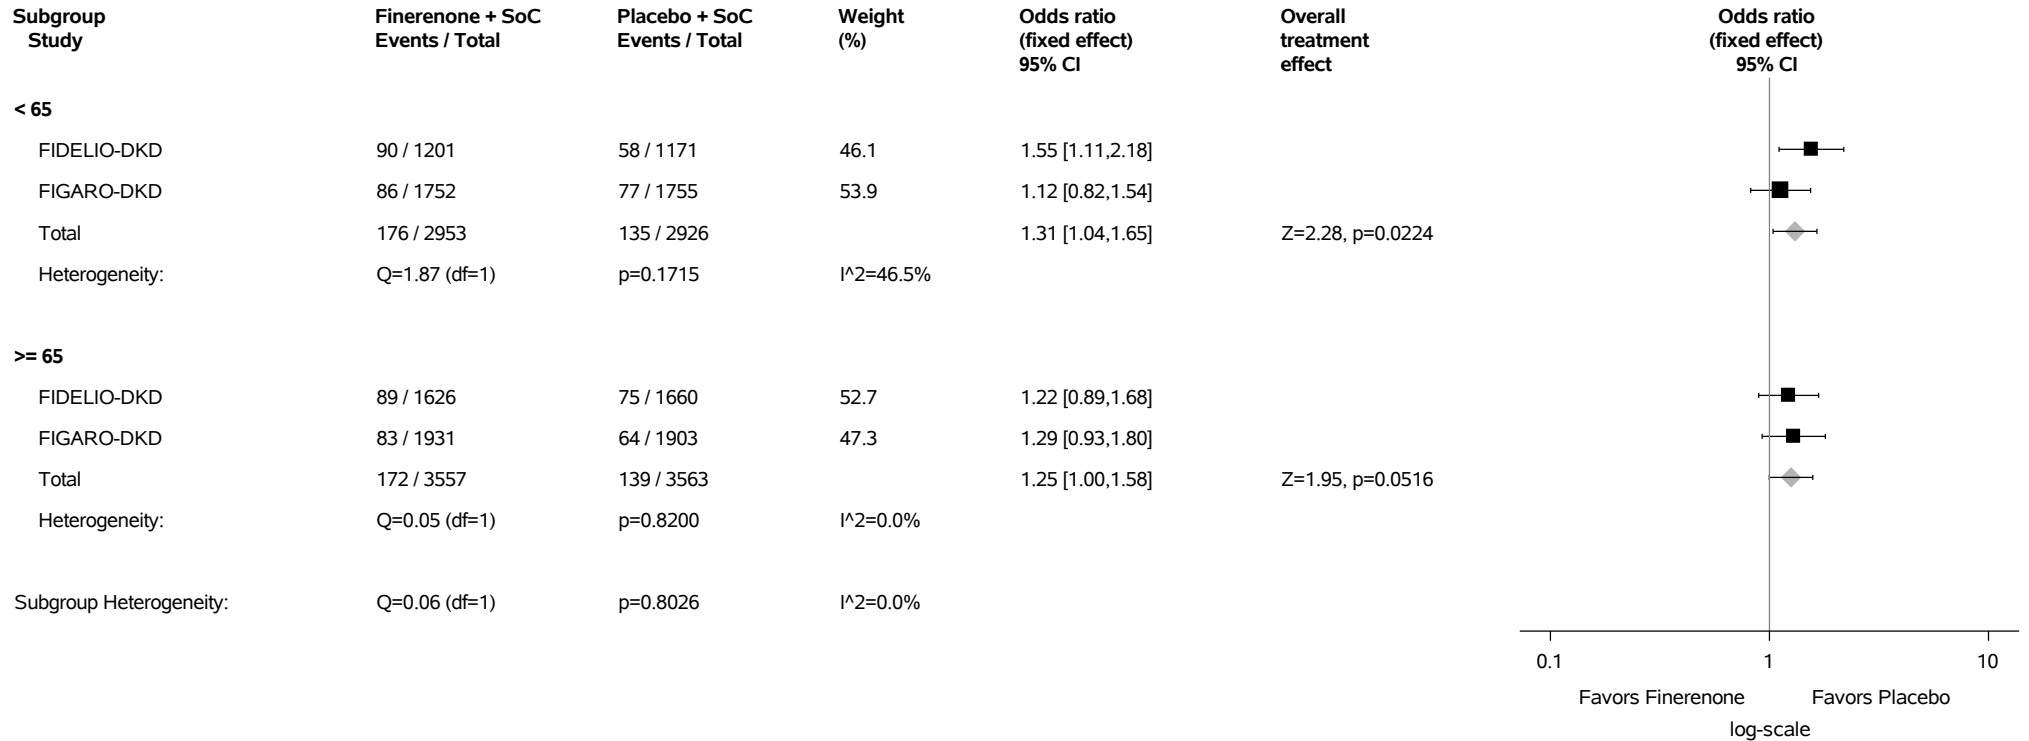 Subgroup Finerenone + SoC Placebo + SoC Weight Odds ratio Overall Odds ratio
Study Events / Total Events / Total (%) (fixed effect) treatment (fixed effect)
95% CI effect 95% CI
< 65
FIDELIO-DKD 90 / 1201 58 / 1171 46.1 1.55 [1.11,2.18]
FIGARO-DKD 86 / 1752 77 / 1755 53.9 1.12 [0.82,1.54]
Total 176 / 2953 135 / 2926 1.31 [1.04,1.65] Z=2.28, p=0.0224
Heterogeneity: Q=1.87 (df=1) p=0.1715 I^2=46.5%
>= 65
FIDELIO-DKD 89 / 1626 75 / 1660 52.7 1.22 [0.89,1.68]
FIGARO-DKD 83 / 1931 64 / 1903 47.3 1.29 [0.93,1.80]
Total 172 / 3557 139 / 3563 1.25 [1.00,1.58] Z=1.95, p=0.0516
Heterogeneity: Q=0.05 (df=1) p=0.8200 I^2=0.0%
Subgroup Heterogeneity: Q=0.06 (df=1) p=0.8026 I^2=0.0%
0.1 1 10
Favors Finerenone Favors Placebo
log-scale